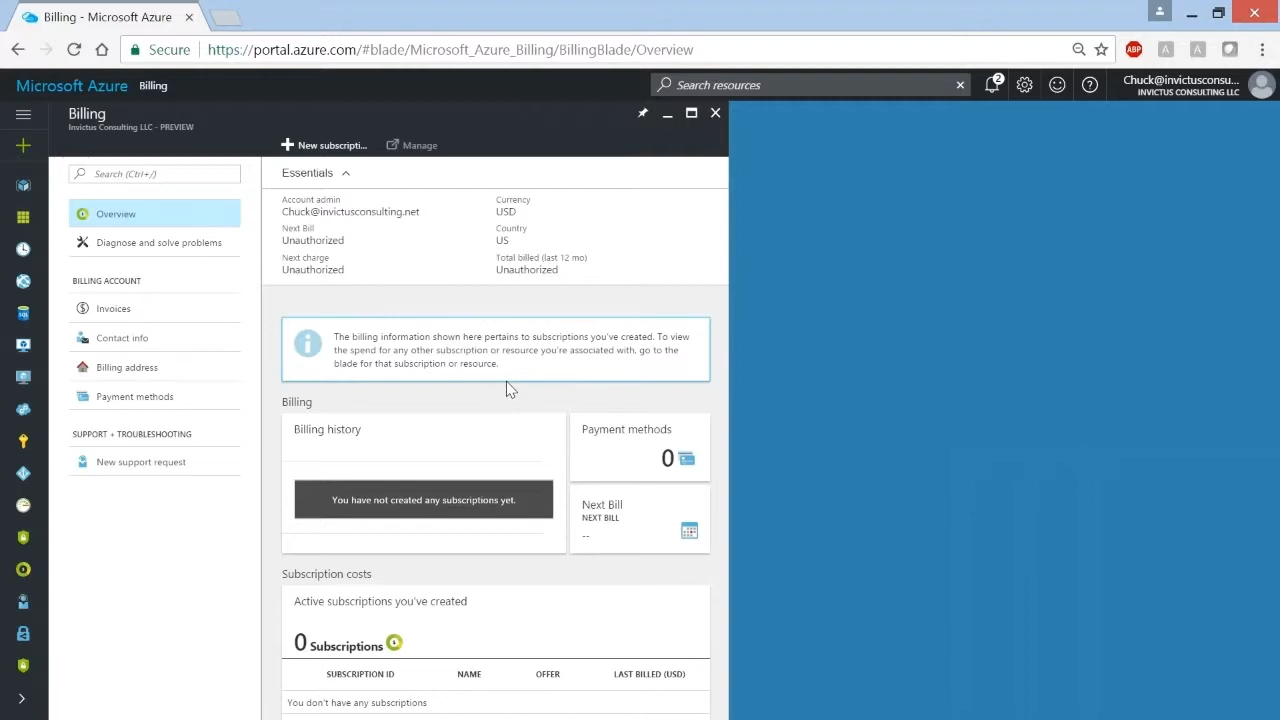 Billing - Microsoft Azure
Secure
https://portal.azure.com/#blade/Microsoft_Azure_Billing/BillingBlade/Overview
ABP
Microsoft Azure Billing
Search resources
2
Chuck@invictusconsu...
INVICTUS CONSULTING LLC
Billing
Invictus Consulting LLC - PREVIEW
New subscripti...
Manage
Search (Ctrl+/)
Overview
Diagnose and solve problems
BILLING ACCOUNT
Invoices
Contact info
Billing address
Payment methods
SUPPORT + TROUBLESHOOTING
New support request
Essentials
Account admin
Chuck@invictusconsulting.net
Next Bill
Unauthorized
Next charge
Unauthorized
Currency
USD
Country
US
Total billed (last 12 mo)
Unauthorized
The billing information shown here pertains to subscriptions you've created. To view
the spend for any other subscription or resource you're associated with, go to the
blade for that subscription or resource.
Billing
Billing history
You have not created any subscriptions yet.
Payment methods
0
Next Bill
NEXT BILL
--
Subscription costs
Active subscriptions you've created
0 Subscriptions
SUBSCRIPTION ID NAME OFFER LAST BILLED (USD)
You don't have any subscriptions